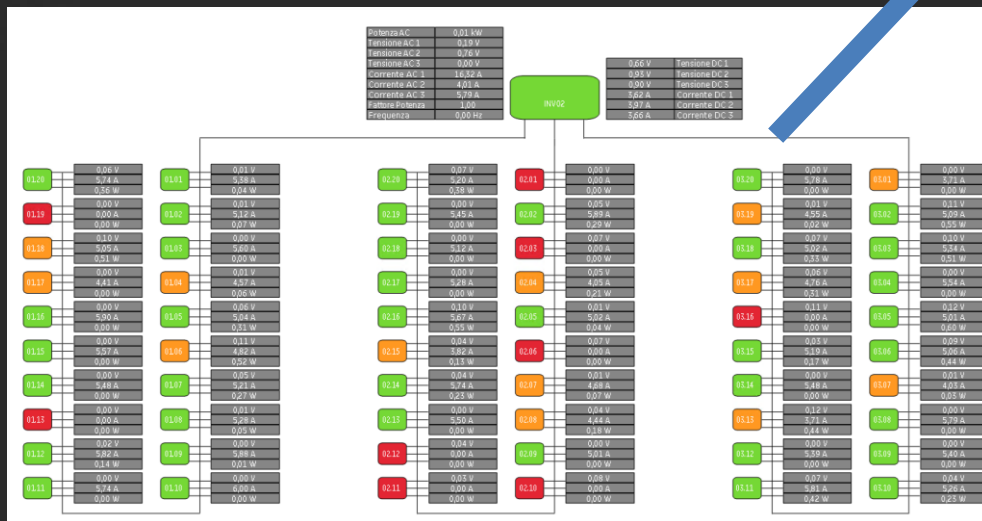 Potenza AC 0,01 kW
Tensione AC 1 0,19 V
Tensione AC 2 0,76 V
Tensione AC 3 0,00 V
Corrente AC 1 16,32 A
Corrente AC 2 4,01 A
Corrente AC 3 5,79 A
Fattore Potenza 1,00
Frequenza 0,00 Hz
INV02
0,66 V Tensione DC 1
0,93 V Tensione DC 2
0,90 V Tensione DC 3
3,62 A Corrente DC 1
3,97 A Corrente DC 2
3,66 A Corrente DC 3
01.20
0,06 V
5,74 A
0,36 W
01.19
0,00 V
0,00 A
0,00 W
01.18
0,10 V
5,05 A
0,51 W
01.17
0,00 V
4,41 A
0,00 W
01.16
0,00 V
5,90 A
0,00 W
01.15
0,00 V
5,57 A
0,00 W
01.14
0,00 V
5,48 A
0,00 W
01.13
0,00 V
0,00 A
0,00 W
01.12
0,02 V
5,82 A
0,14 W
01.11
0,00 V
5,74 A
0,00 W
01.01
0,01 V
5,38 A
0,04 W
01.02
0,01 V
5,12 A
0,07 W
01.03
0,00 V
5,60 A
0,00 W
01.04
0,01 V
4,57 A
0,06 W
01.05
0,06 V
5,04 A
0,31 W
01.06
0,11 V
4,82 A
0,52 W
01.07
0,05 V
5,21 A
0,27 W
01.08
0,01 V
5,28 A
0,05 W
01.09
0,00 V
5,88 A
0,01 W
01.10
0,00 V
6,00 A
0,00 W
02.20
0,07 V
5,20 A
0,38 W
02.19
0,00 V
5,45 A
0,00 W
02.18
0,00 V
5,12 A
0,00 W
02.17
0,00 V
5,28 A
0,00 W
02.16
0,10 V
5,67 A
0,55 W
02.15
0,04 V
3,82 A
0,13 W
02.14
0,04 V
5,74 A
0,23 W
02.13
0,00 V
5,50 A
0,00 W
02.12
0,04 V
0,00 A
0,00 W
02.11
0,03 V
0,00 A
0,00 W
02.01
0,00 V
0,00 A
0,00 W
02.02
0,05 V
5,89 A
0,29 W
02.03
0,07 V
0,00 A
0,00 W
02.04
0,05 V
4,05 A
0,21 W
02.05
0,01 V
5,02 A
0,04 W
02.06
0,07 V
0,00 A
0,00 W
02.07
0,01 V
4,68 A
0,07 W
02.08
0,04 V
4,44 A
0,18 W
02.09
0,00 V
5,01 A
0,00 W
02.10
0,08 V
0,00 A
0,00 W
03.20
0,00 V
5,78 A
0,00 W
03.19
0,01 V
4,55 A
0,02 W
03.18
0,07 V
5,02 A
0,33 W
03.17
0,06 V
4,76 A
0,31 W
03.16
0,11 V
0,00 A
0,00 W
03.15
0,03 V
5,19 A
0,17 W
03.14
0,00 V
5,48 A
0,00 W
03.13
0,12 V
3,71 A
0,44 W
03.12
0,00 V
5,39 A
0,00 W
03.11
0,07 V
5,81 A
0,42 W
03.01
0,00 V
3,71 A
0,00 W
03.02
0,11 V
5,09 A
0,55 W
03.03
0,10 V
5,34 A
0,51 W
03.04
0,00 V
5,54 A
0,00 W
03.05
0,12 V
5,01 A
0,60 W
03.06
0,09 V
5,06 A
0,44 W
03.07
0,01 V
4,03 A
0,03 W
03.08
0,00 V
5,79 A
0,00 W
03.09
0,00 V
5,40 A
0,00 W
03.10
0,04 V
5,26 A
0,23 W